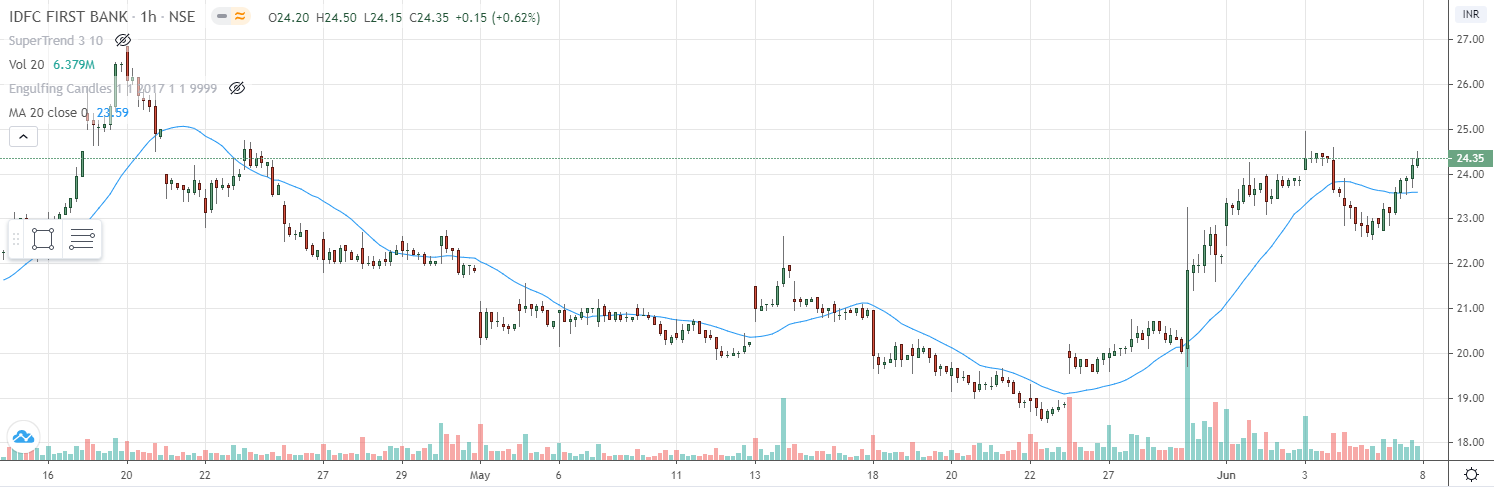 IDFC FIRST BANK · 1h · NSE O24.20 H24.50 L24.15 C24.35 +0.15 (+0.62%)
INR
SuperTrend 3 10
Vol 20 6.379M
Engulfing Candles 1 1 2017 1 1 9999
MA 20 close 0 23.59
27.00
26.00
25.00
24.35
24.00
23.00
22.00
21.00
20.00
19.00
18.00
16 20 22 27 29 May 6 11 13 18 20 22 27 Jun 3 8